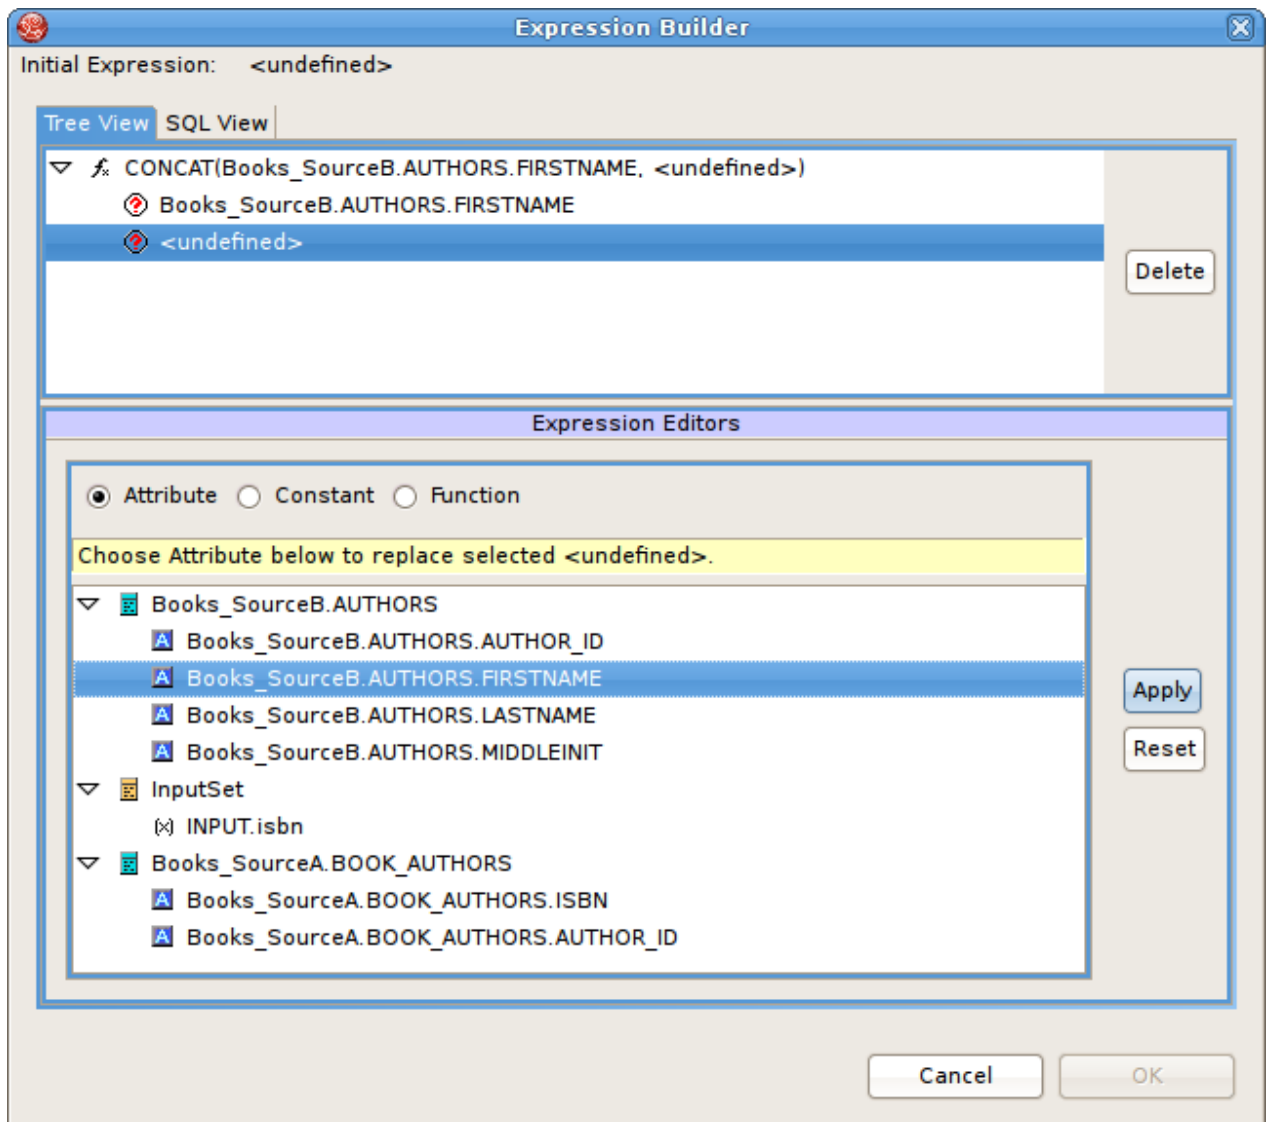 Expression Builder
Initial Expression: <undefined>
Tree View SQL View
CONCAT(Books_SourceB.AUTHORS.FIRSTNAME, <undefined>)
Books_SourceB.AUTHORS.FIRSTNAME
<undefined>
Delete
Expression Editors
Attribute Constant Function
Choose Attribute below to replace selected <undefined>.
Books_SourceB.AUTHORS
Books_SourceB.AUTHORS.AUTHOR_ID
Books_SourceB.AUTHORS.FIRSTNAME
Books_SourceB.AUTHORS.LASTNAME
Books_SourceB.AUTHORS.MIDDLEINIT
InputSet
INPUT.isbn
Books_SourceA.BOOK_AUTHORS
Books_SourceA.BOOK_AUTHORS.ISBN
Books_SourceA.BOOK_AUTHORS.AUTHOR_ID
Apply
Reset
Cancel OK